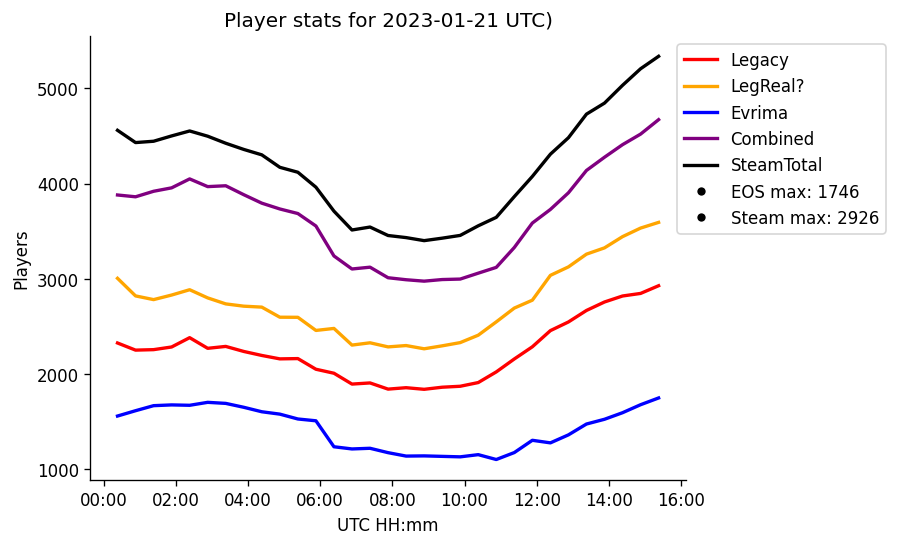 Player stats for 2023-01-21 UTC)
Legacy
LegReal?
Evrima
Combined
SteamTotal
EOS max: 1746
Steam max: 2926
Players
5000
4000
3000
2000
1000
00:00 02:00 04:00 06:00 08:00 10:00 12:00 14:00 16:00
UTC HH:mm